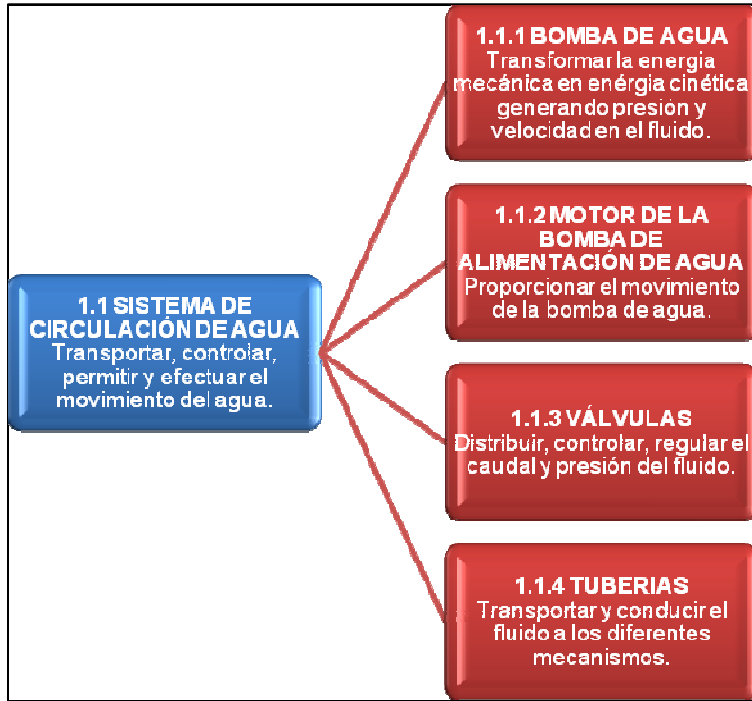 1.1 SISTEMA DE
CIRCULACIÓN DE AGUA
Transportar, controlar,
permitir y efectuar el
movimiento del agua.
1.1.1 BOMBA DE AGUA
Transformar la energia
mecánica en enérgia cinética
generando presión y
velocidad en el fluido.
1.1.2 MOTOR DE LA
BOMBA DE
ALIMENTACIÓN DE AGUA
Proporcionar el movimiento
de la bomba de agua.
1.1.3 VÁLVULAS
Distribuir, controlar, regular el
caudal y presión del fluido.
1.1.4 TUBERIAS
Transportar y conducir el
fluido a los diferentes
mecanismos.